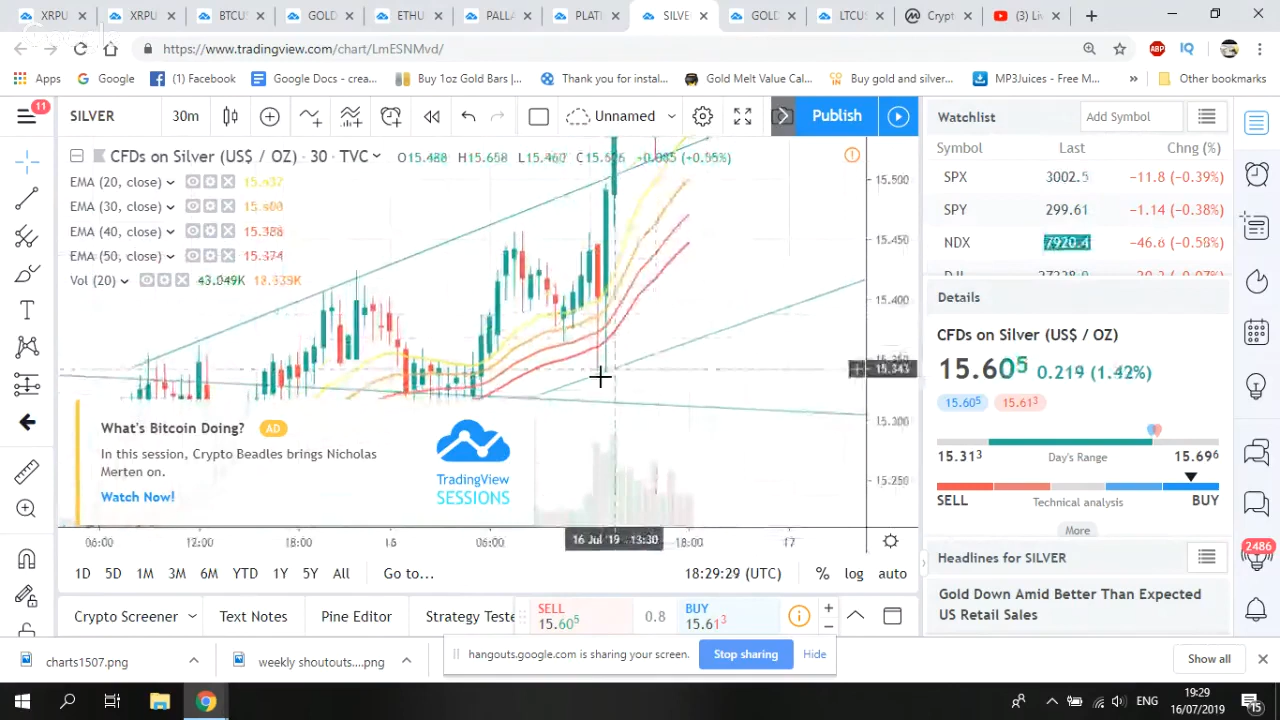 XRPU
XRPU
BTCUS
GOLD
ETHU
PALLA
PLATI
SILVE
GOLD
LTCUS
Crypt
(3) Li
https://www.tradingview.com/chart/LmESNMvd/
ABP
IQ
Apps
Google
(1) Facebook
Google Docs - crea...
Buy 1oz Gold Bars |...
Thank you for instal...
Gold Melt Value Cal...
Buy gold and silver...
MP3Juices - Free M...
Other bookmarks
11
SILVER
30m
Unnamed
Publish
CFDs on Silver (US$ / OZ) - 30 - TVC
EMA (20, close)
EMA (30, close)
EMA (40, close)
EMA (50, close)
Vol (20) 43.049K
15.500
15.450
15.400
15.343
15.300
15.250
What's Bitcoin Doing? AD
In this session, Crypto Beadles brings Nicholas
Merten on.
Watch Now!
TradingView
SESSIONS
06:00
12:00
18:00
16
06:00
16 Jul '19 13:30
18:00
17
1D 5D 1M 3M 6M YTD 1Y 5Y All Go to...
18:29:29 (UTC) % log auto
Crypto Screener
Text Notes
Pine Editor
Strategy Teste
SELL
15.605
0.8
BUY
15.613
Watchlist
Add Symbol
Symbol Last Chng (%)
SPX 3002.5 −11.8 (−0.39%)
SPY 299.61 −1.14 (−0.38%)
NDX 7920.4 −46.6 (−0.58%)
Details
CFDs on Silver (US$ / OZ)
15.605 0.219 (1.42%)
15.605 15.613
15.313 Day's Range 15.696
SELL Technical analysis BUY
More
Headlines for SILVER
Gold Down Amid Better Than Expected
US Retail Sales
2486
charts1507.png
weekly shoutouts....png
hangouts.google.com is sharing your screen.
Stop sharing
Hide
Show all
ENG
19:29
16/07/2019
15